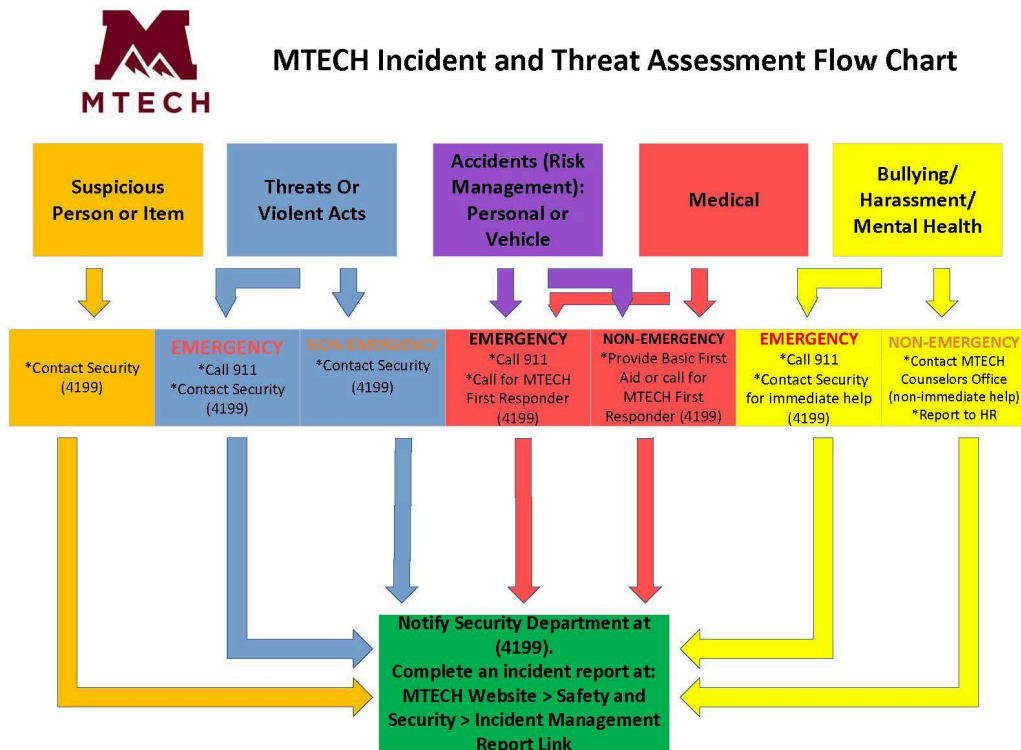 MTECH
MTECH Incident and Threat Assessment Flow Chart
Suspicious
Person or Item
Threats Or
Violent Acts
Accidents (Risk
Management):
Personal or
Vehicle
Medical
Bullying/
Harassment/
Mental Health
*Contact Security
(4199)
EMERGENCY
*Call 911
*Contact Security
(4199)
NON-EMERGENCY
*Contact Security
(4199)
EMERGENCY
*Call 911
*Call for MTECH
First Responder
(4199)
NON-EMERGENCY
*Provide Basic First
Aid or call for
MTECH First
Responder (4199)
EMERGENCY
*Call 911
*Contact Security
for immediate help
(4199)
NON-EMERGENCY
*Contact MTECH
Counselors Office
(non-immediate help)
*Report to HR
Notify Security Department at
(4199).
Complete an incident report at:
MTECH Website > Safety and
Security > Incident Management
Report Link